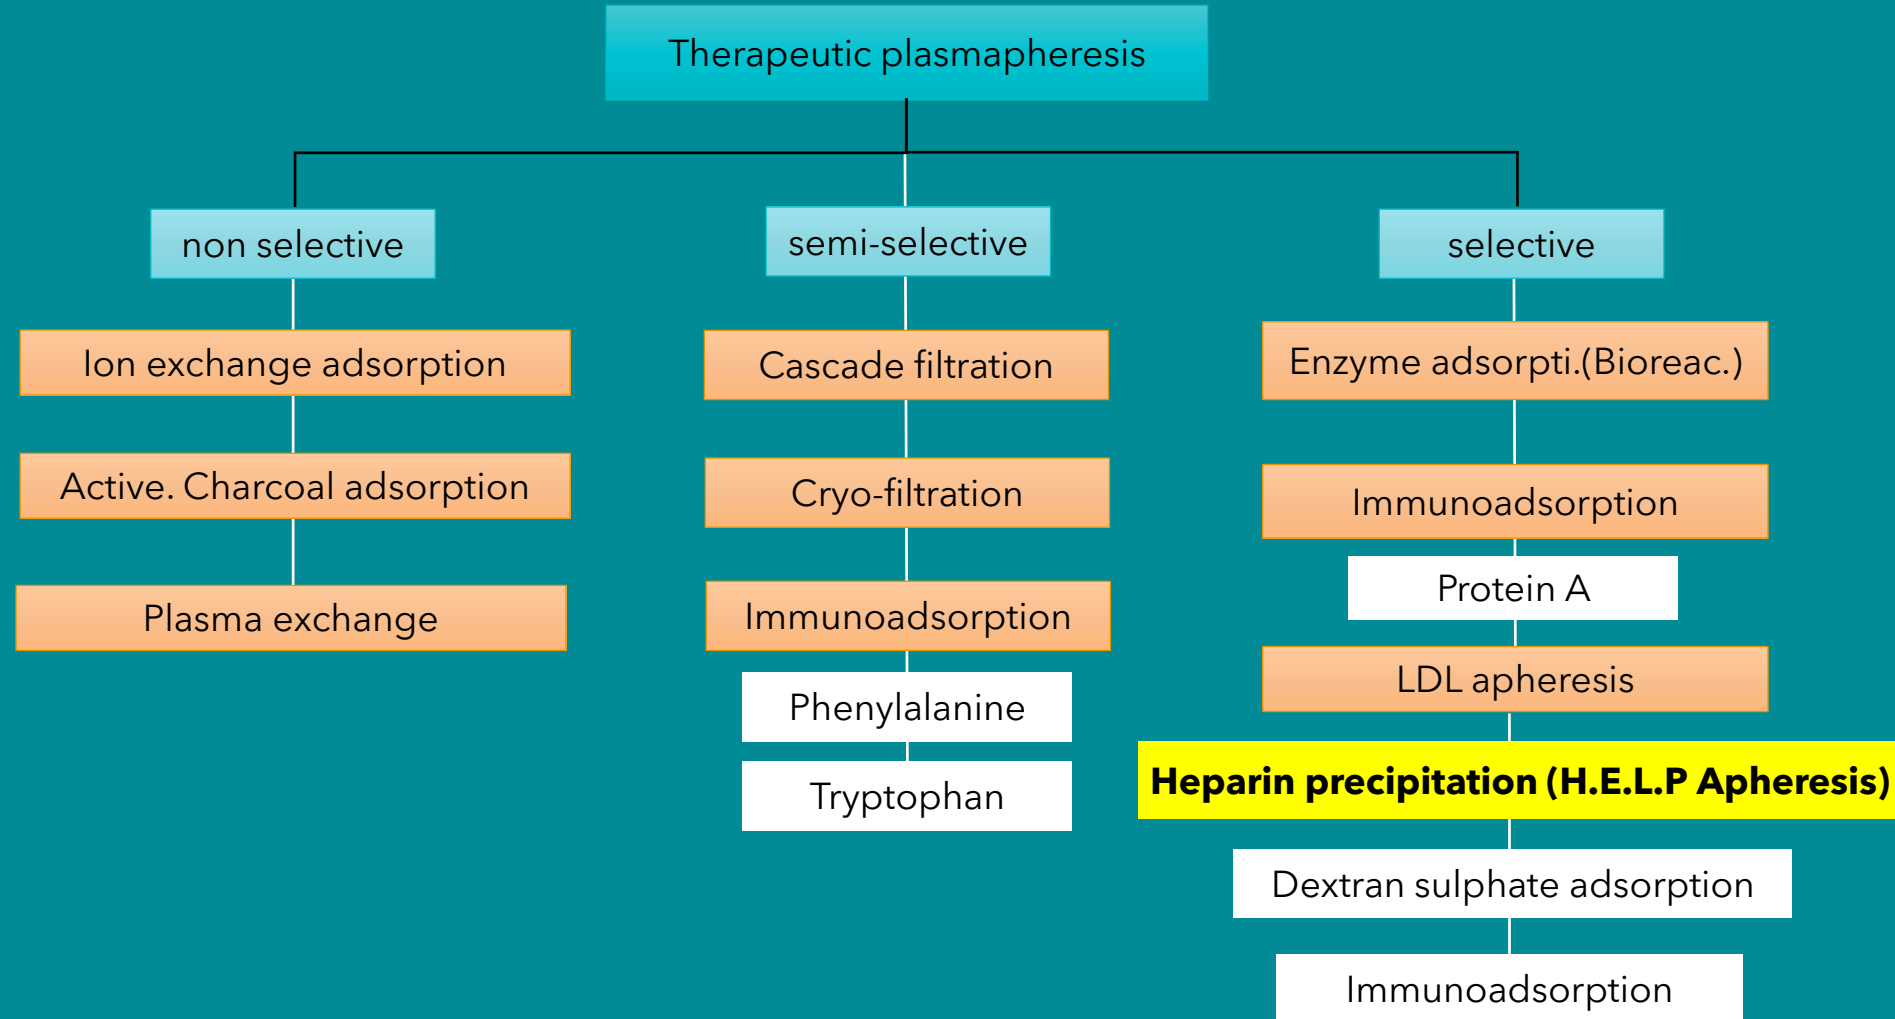 Therapeutic plasmapheresis
non selective
Ion exchange adsorption
Active. Charcoal adsorption
Plasma exchange
semi-selective
Cascade filtration
Cryo-filtration
Immunoadsorption
Phenylalanine
Tryptophan
selective
Enzyme adsorpti.(Bioreac.)
Immunoadsorption
Protein A
LDL apheresis
Heparin precipitation (H.E.L.P Apheresis)
Dextran sulphate adsorption
Immunoadsorption